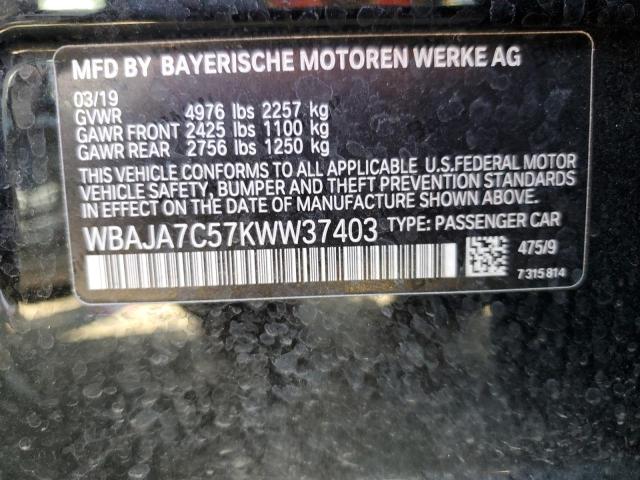 MFD BY BAYERISCHE MOTOREN WERKE AG
03/19
GVWR 4976 lbs 2257 kg
GAWR FRONT 2425 lbs 1100 kg
GAWR REAR 2756 lbs 1250 kg
THIS VEHICLE CONFORMS TO ALL APPLICABLE U.S.FEDERAL MOTOR
VEHICLE SAFETY, BUMPER AND THEFT PREVENTION STANDARDS
IN EFFECT ON THE DATE OF MANUFACTURE SHOWN ABOVE.
WBAJA7C57KWW37403 TYPE: PASSENGER CAR
475/9
7 315 814